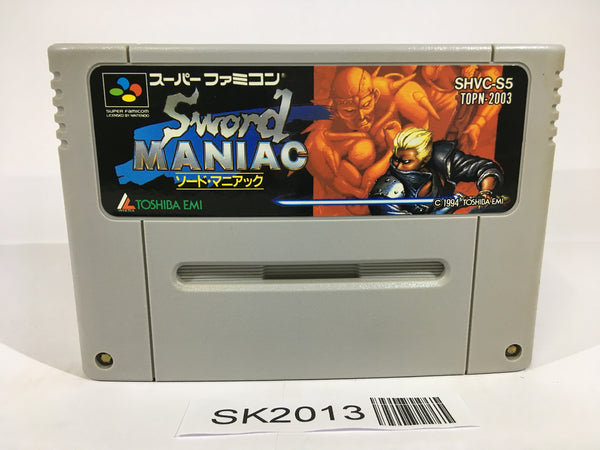 スーパーファミコン®
SUPER Famicom
LICENSED BY NINTENDO
SHVC-S5
TOPN-2003
Sword
MANIAC
ソード・マニアック
TOSHIBA EMI
© 1994 TOSHIBA EMI
SK2013